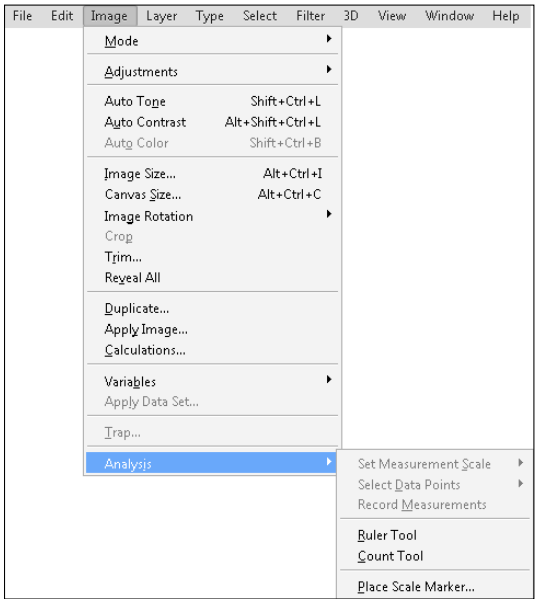 File Edit Image Layer Type Select Filter 3D View Window Help
Mode
Adjustments
Auto Tone Shift+Ctrl+L
Auto Contrast Alt+Shift+Ctrl+L
Auto Color Shift+Ctrl+B
Image Size... Alt+Ctrl+I
Canvas Size... Alt+Ctrl+C
Image Rotation
Crop
Trim...
Reveal All
Duplicate...
Apply Image...
Calculations...
Variables
Apply Data Set...
Trap...
Analysis
Set Measurement Scale
Select Data Points
Record Measurements
Ruler Tool
Count Tool
Place Scale Marker...